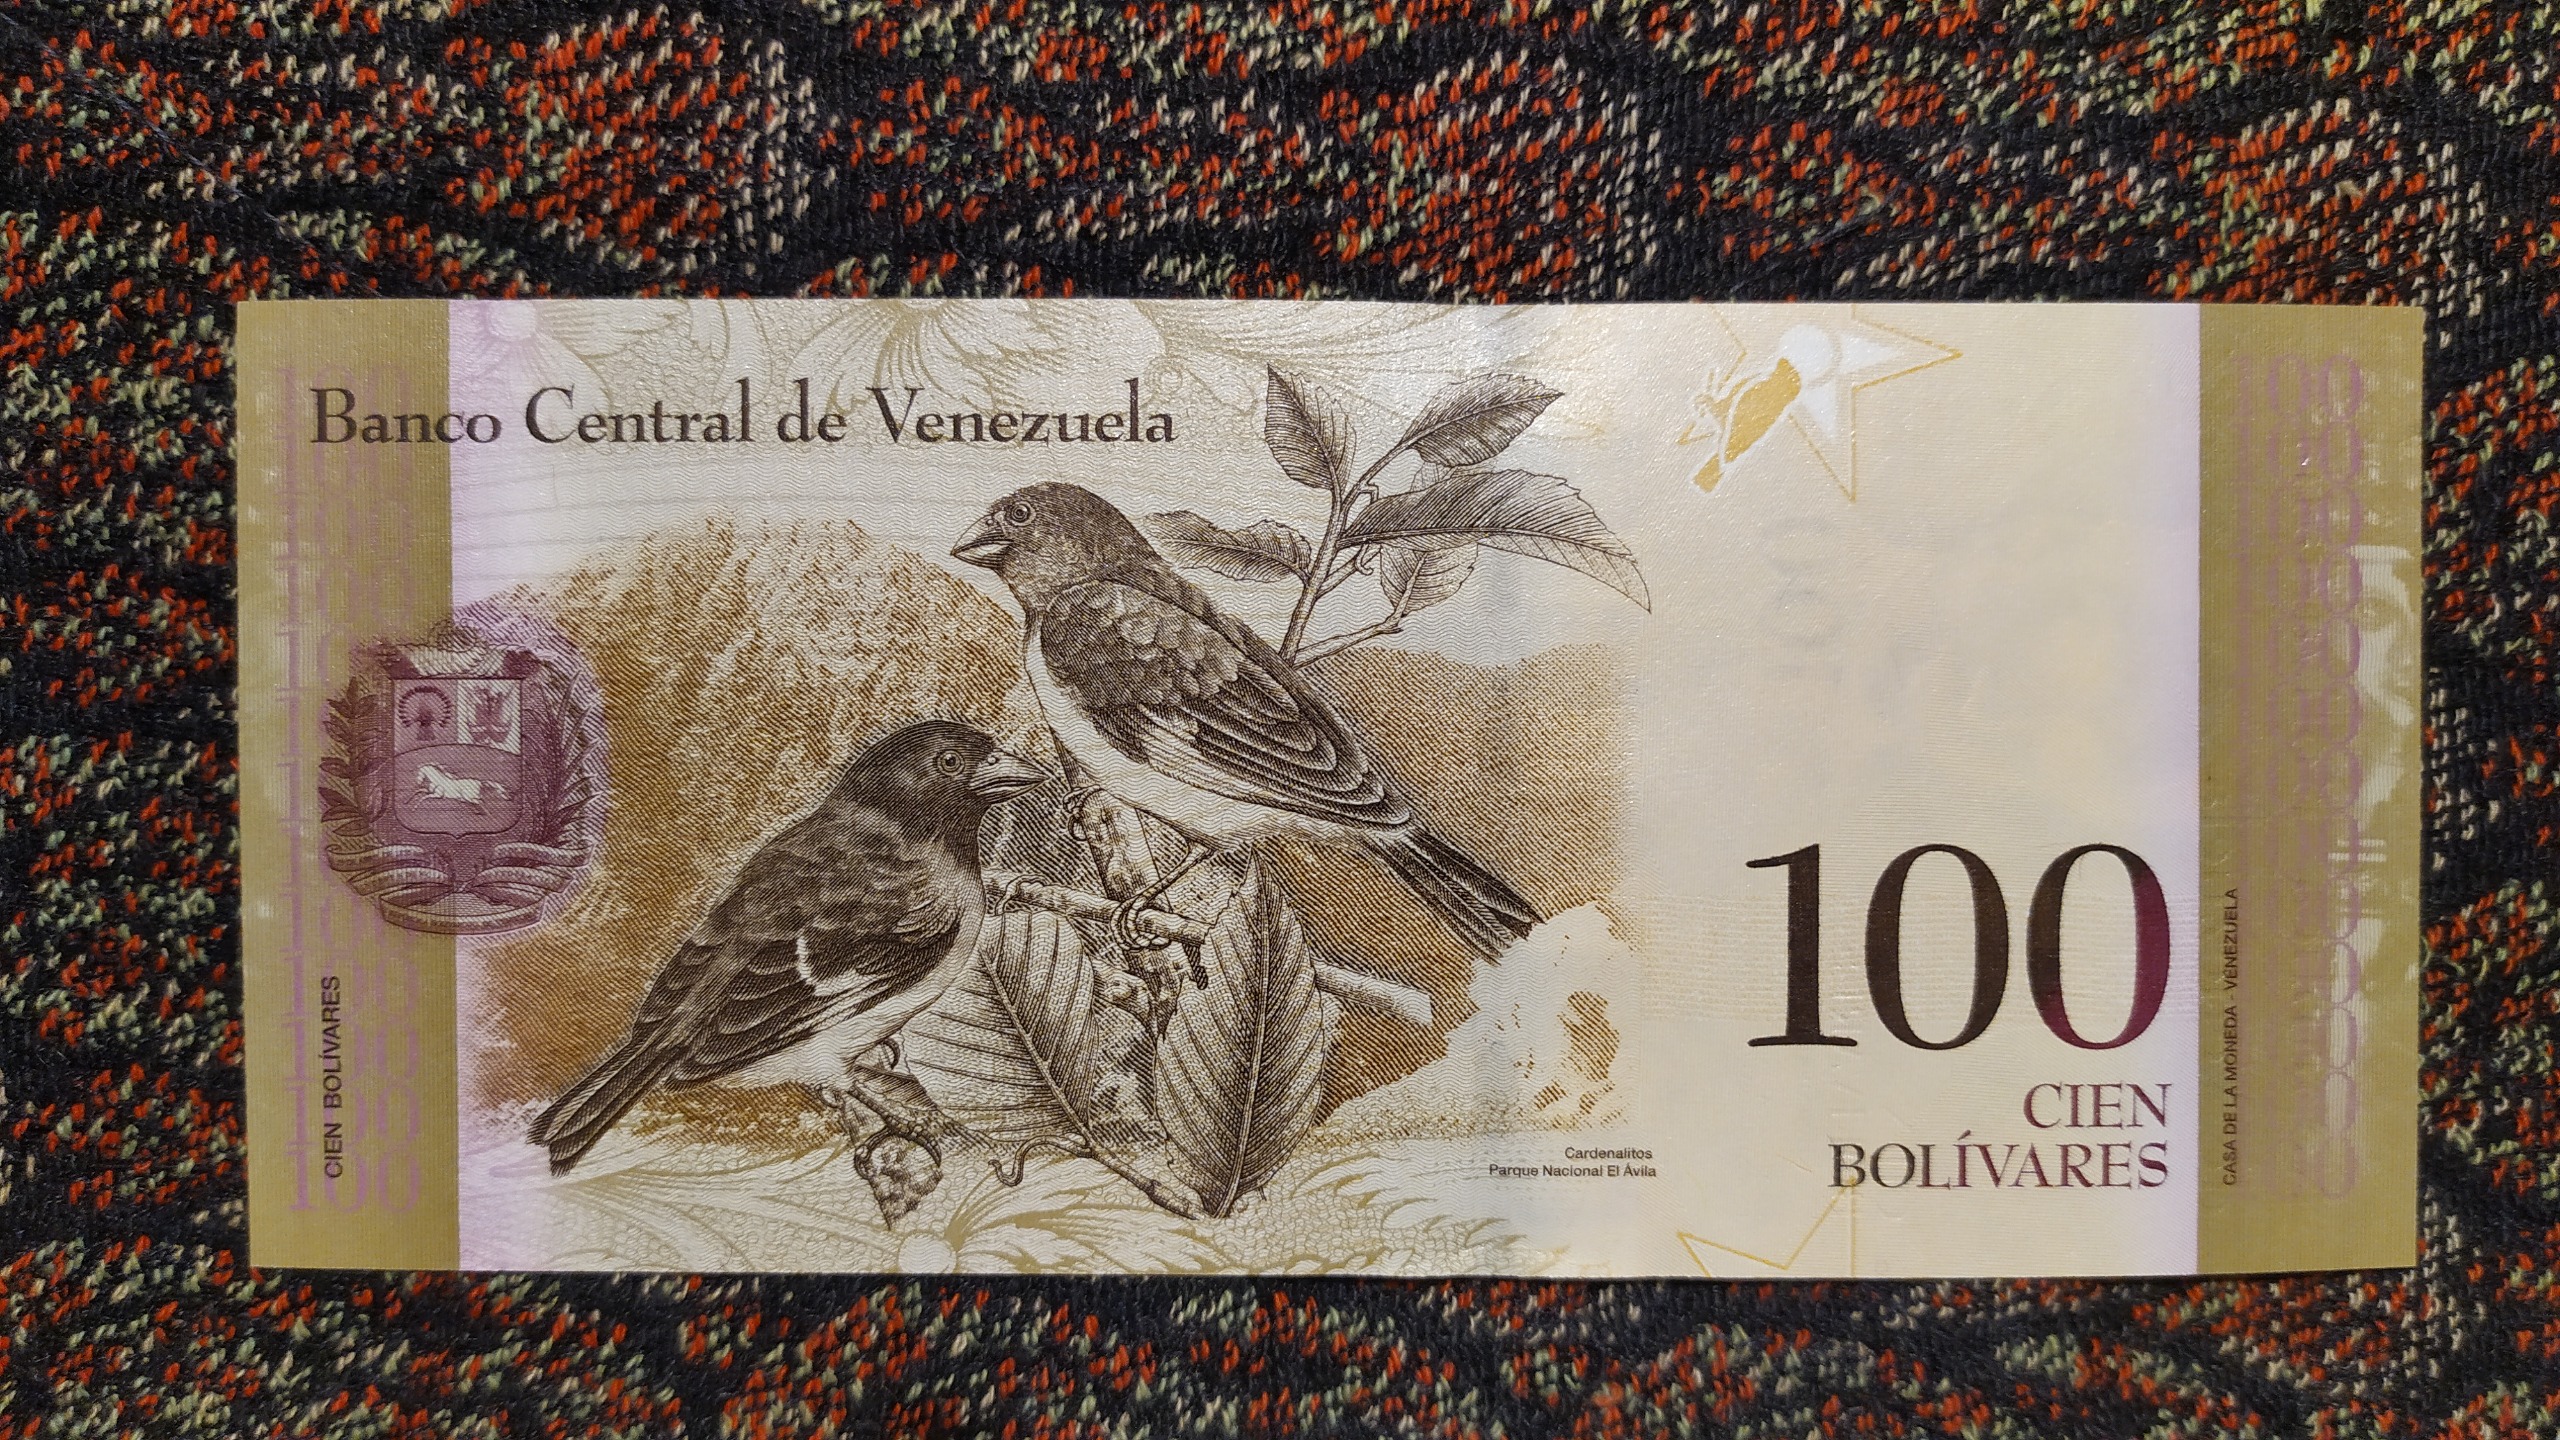 Banco Central de Venezuela
CIEN BOLÍVARES
100
CIEN
BOLÍVARES
Cardenalitos
Parque Nacional El Ávila
CASA DE LA MONEDA - VENEZUELA